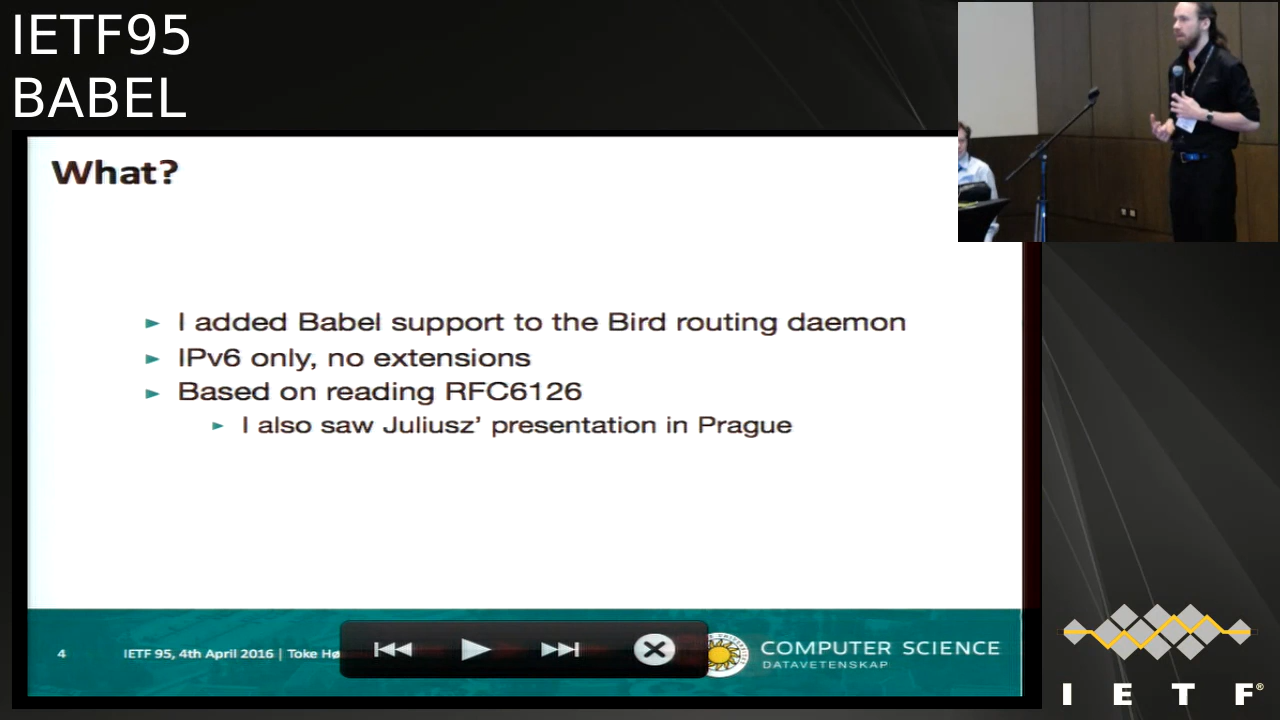 IETF95
BABEL
What?
► I added Babel support to the Bird routing daemon
► IPv6 only, no extensions
► Based on reading RFC6126
► I also saw Juliusz’ presentation in Prague
4
IETF 95, 4th April 2016 | Toke
COMPUTER SCIENCE
DATAVETENSKAP
I E T F®